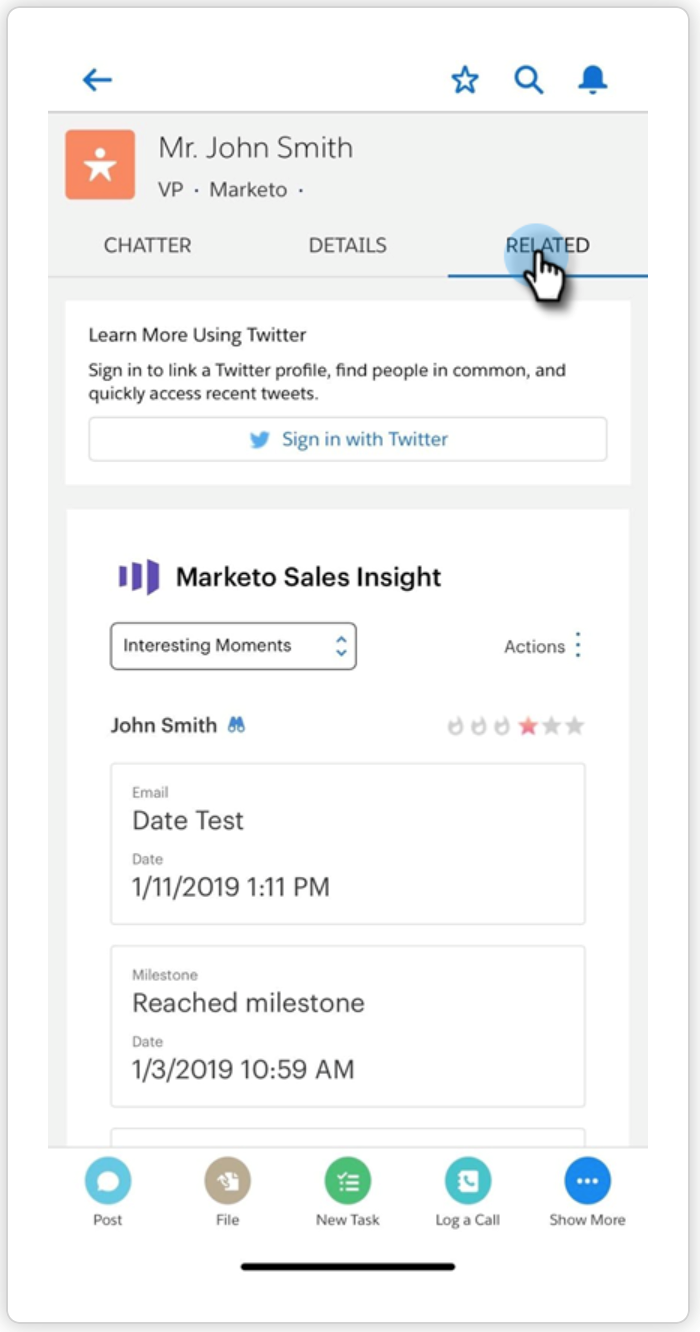 Mr. John Smith
VP · Marketo ·
CHATTER DETAILS RELATED
Learn More Using Twitter
Sign in to link a Twitter profile, find people in common, and
quickly access recent tweets.
Sign in with Twitter
Marketo Sales Insight
Interesting Moments Actions
John Smith
Email
Date Test
Date
1/11/2019 1:11 PM
Milestone
Reached milestone
Date
1/3/2019 10:59 AM
Post File New Task Log a Call Show More